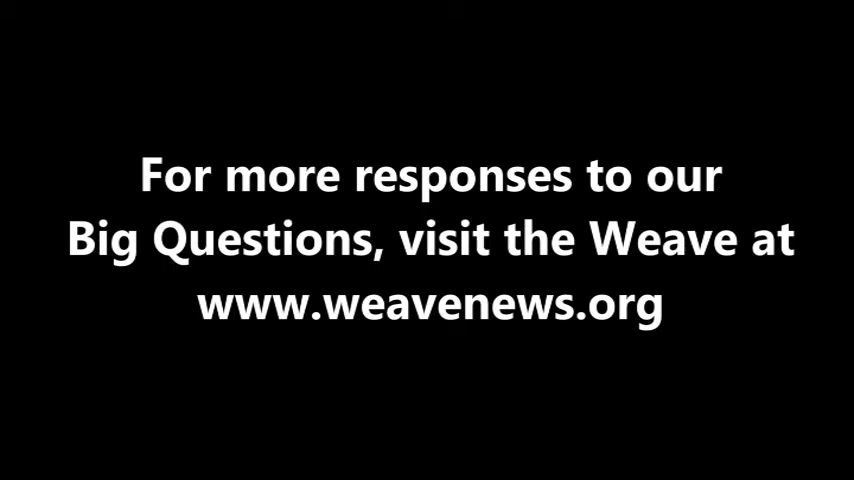 For more responses to our
Big Questions, visit the Weave at
www.weavenews.org